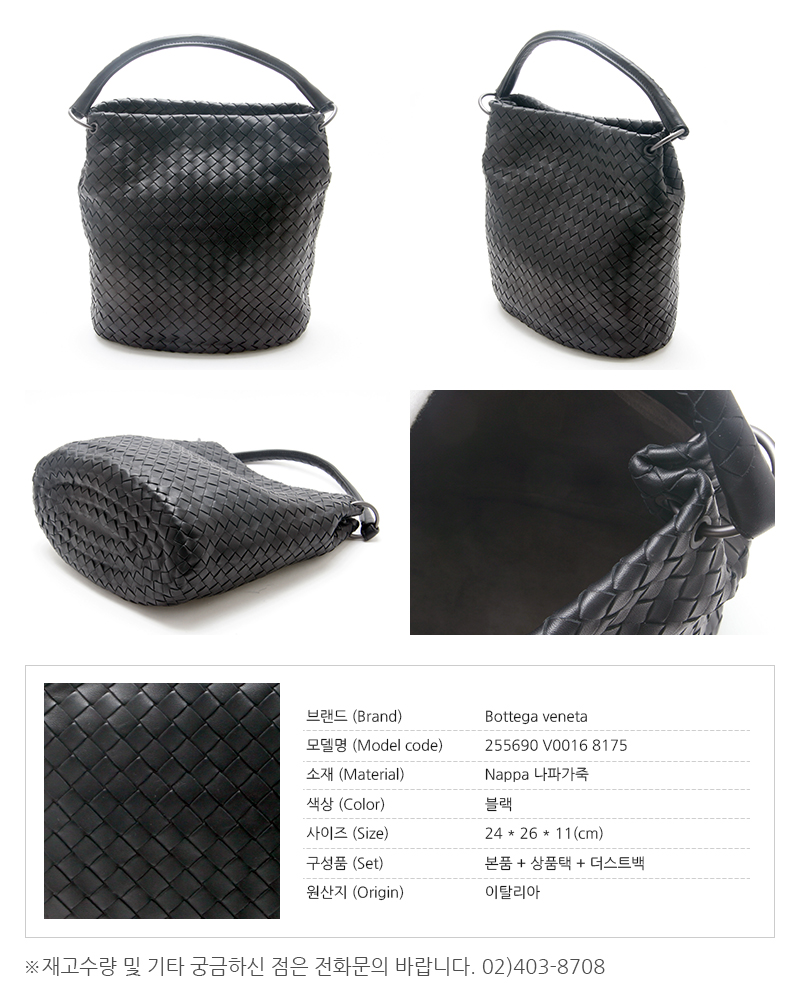 브랜드 (Brand) Bottega veneta
모델명 (Model code) 255690 V0016 8175
소재 (Material) Nappa 나파가죽
색상 (Color) 블랙
사이즈 (Size) 24 * 26 * 11(cm)
구성품 (Set) 본품 + 상품택 + 더스트백
원산지 (Origin) 이탈리아
※재고수량 및 기타 궁금하신 점은 전화문의 바랍니다. 02)403-8708